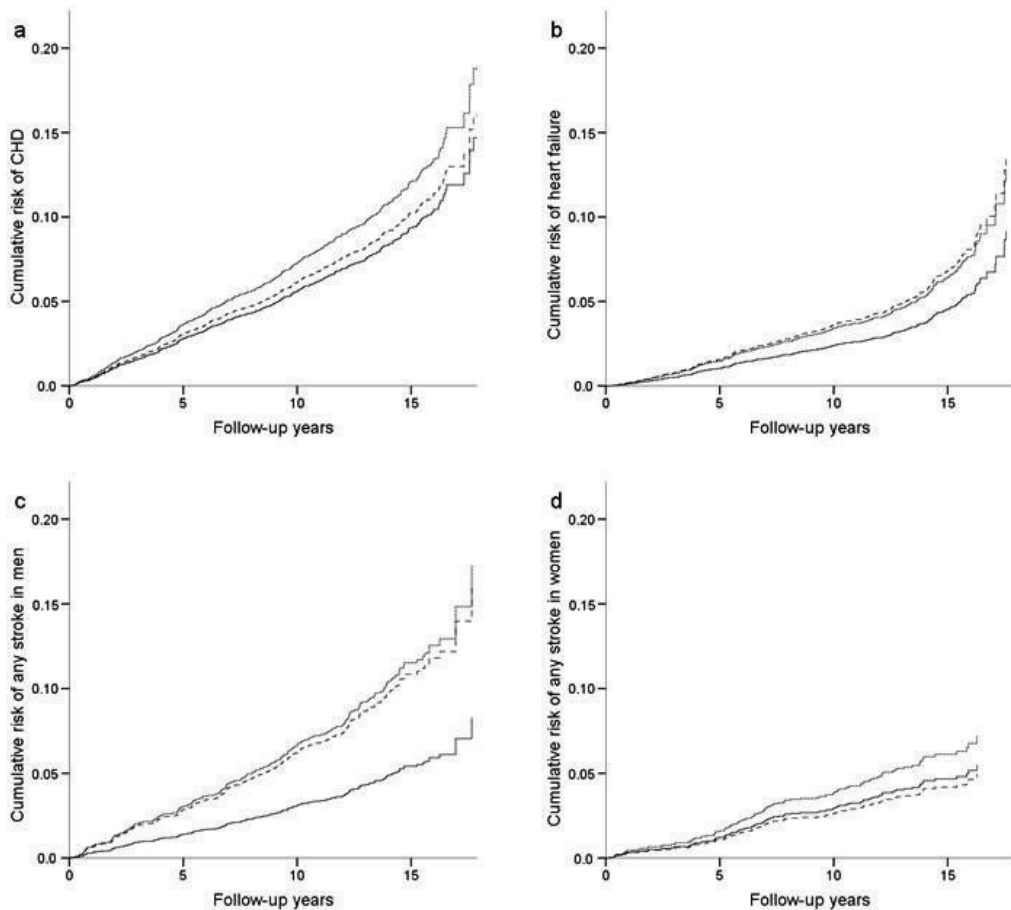 a
Cumulative risk of CHD
0.20
0.15
0.10
0.05
0.0
0 5 10 15
Follow-up years
b
Cumulative risk of heart failure
0.20
0.15
0.10
0.05
0.0
0 5 10 15
Follow-up years
c
Cumulative risk of any stroke in men
0.20
0.15
0.10
0.05
0.0
0 5 10 15
Follow-up years
d
Cumulative risk of any stroke in women
0.20
0.15
0.10
0.05
0.0
0 5 10 15
Follow-up years